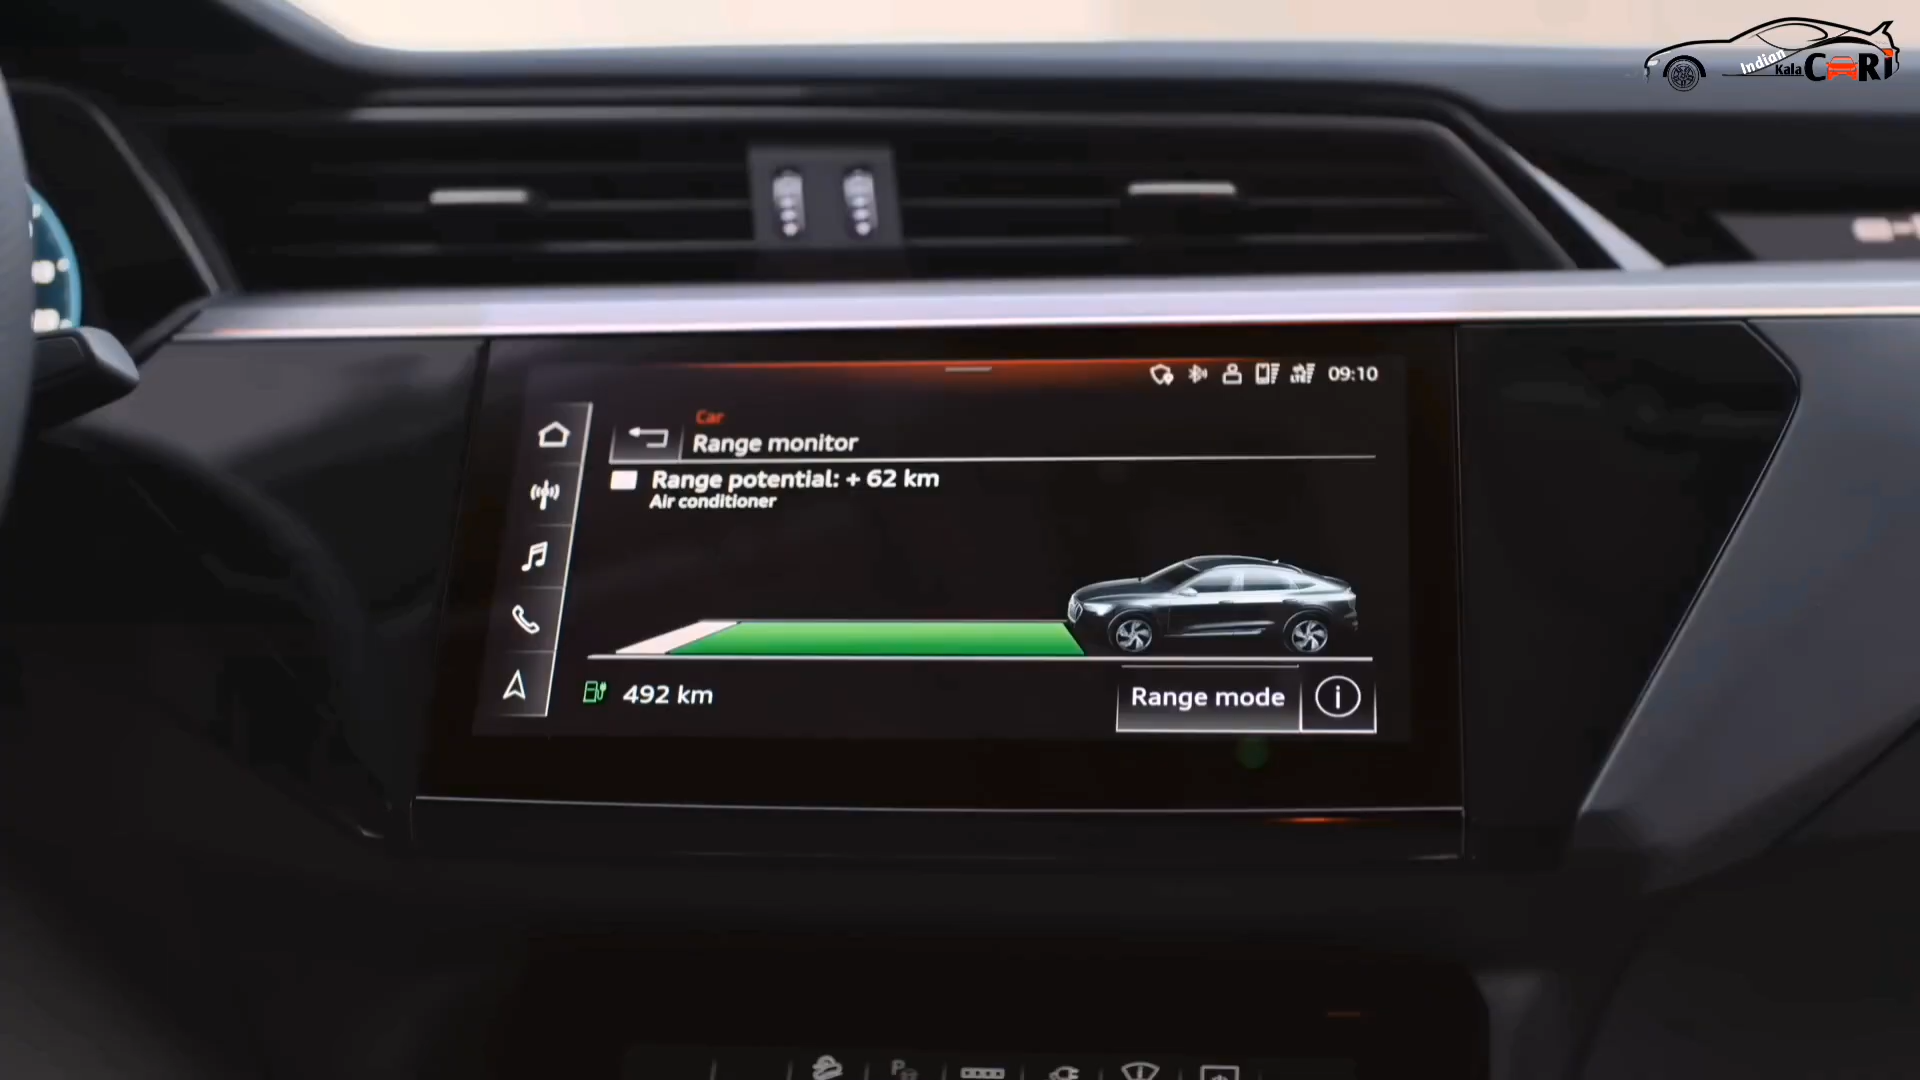 Indian
Kala CARI
09:10
Car
Range monitor
Range potential: + 62 km
Air conditioner
492 km
Range mode